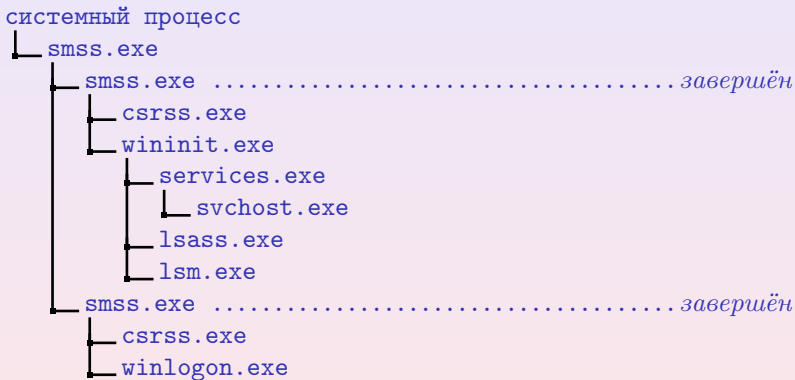 системный процесс
smss.exe
smss.exe ...................................... завершён
csrss.exe
wininit.exe
services.exe
svchost.exe
lsass.exe
lsm.exe
smss.exe ...................................... завершён
csrss.exe
winlogon.exe